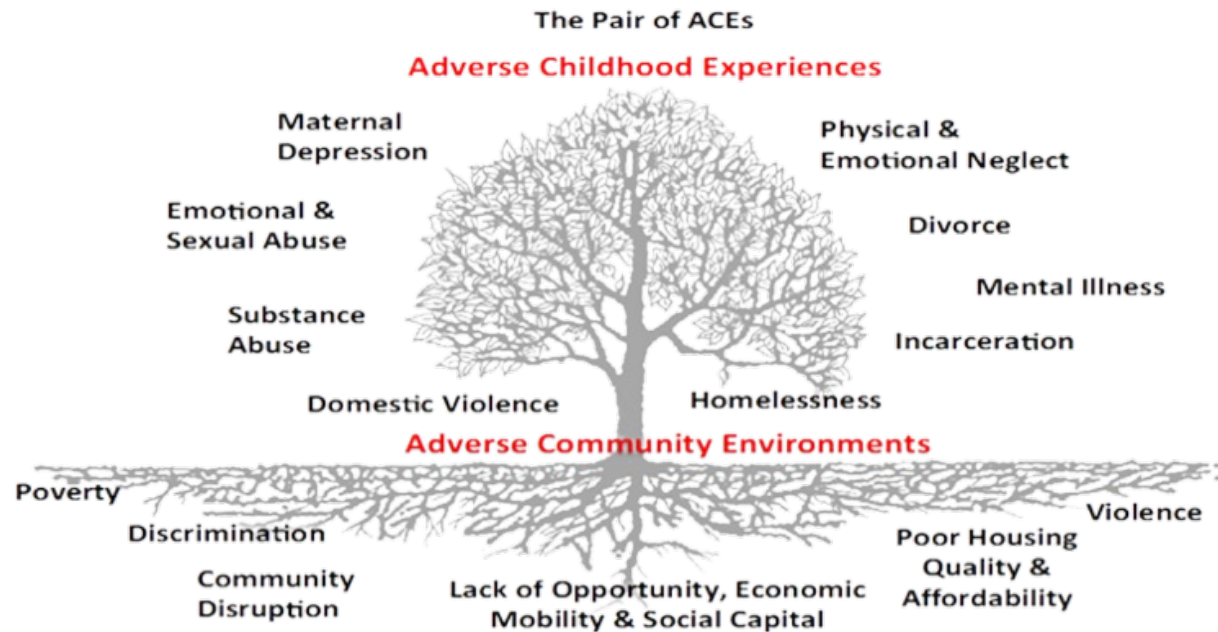 The Pair of ACEs
Adverse Childhood Experiences
Maternal
Depression
Physical &
Emotional Neglect
Emotional &
Sexual Abuse
Divorce
Mental Illness
Substance
Abuse
Incarceration
Domestic Violence
Homelessness
Adverse Community Environments
Poverty
Discrimination
Community
Disruption
Lack of Opportunity, Economic
Mobility & Social Capital
Poor Housing
Quality &
Affordability
Violence